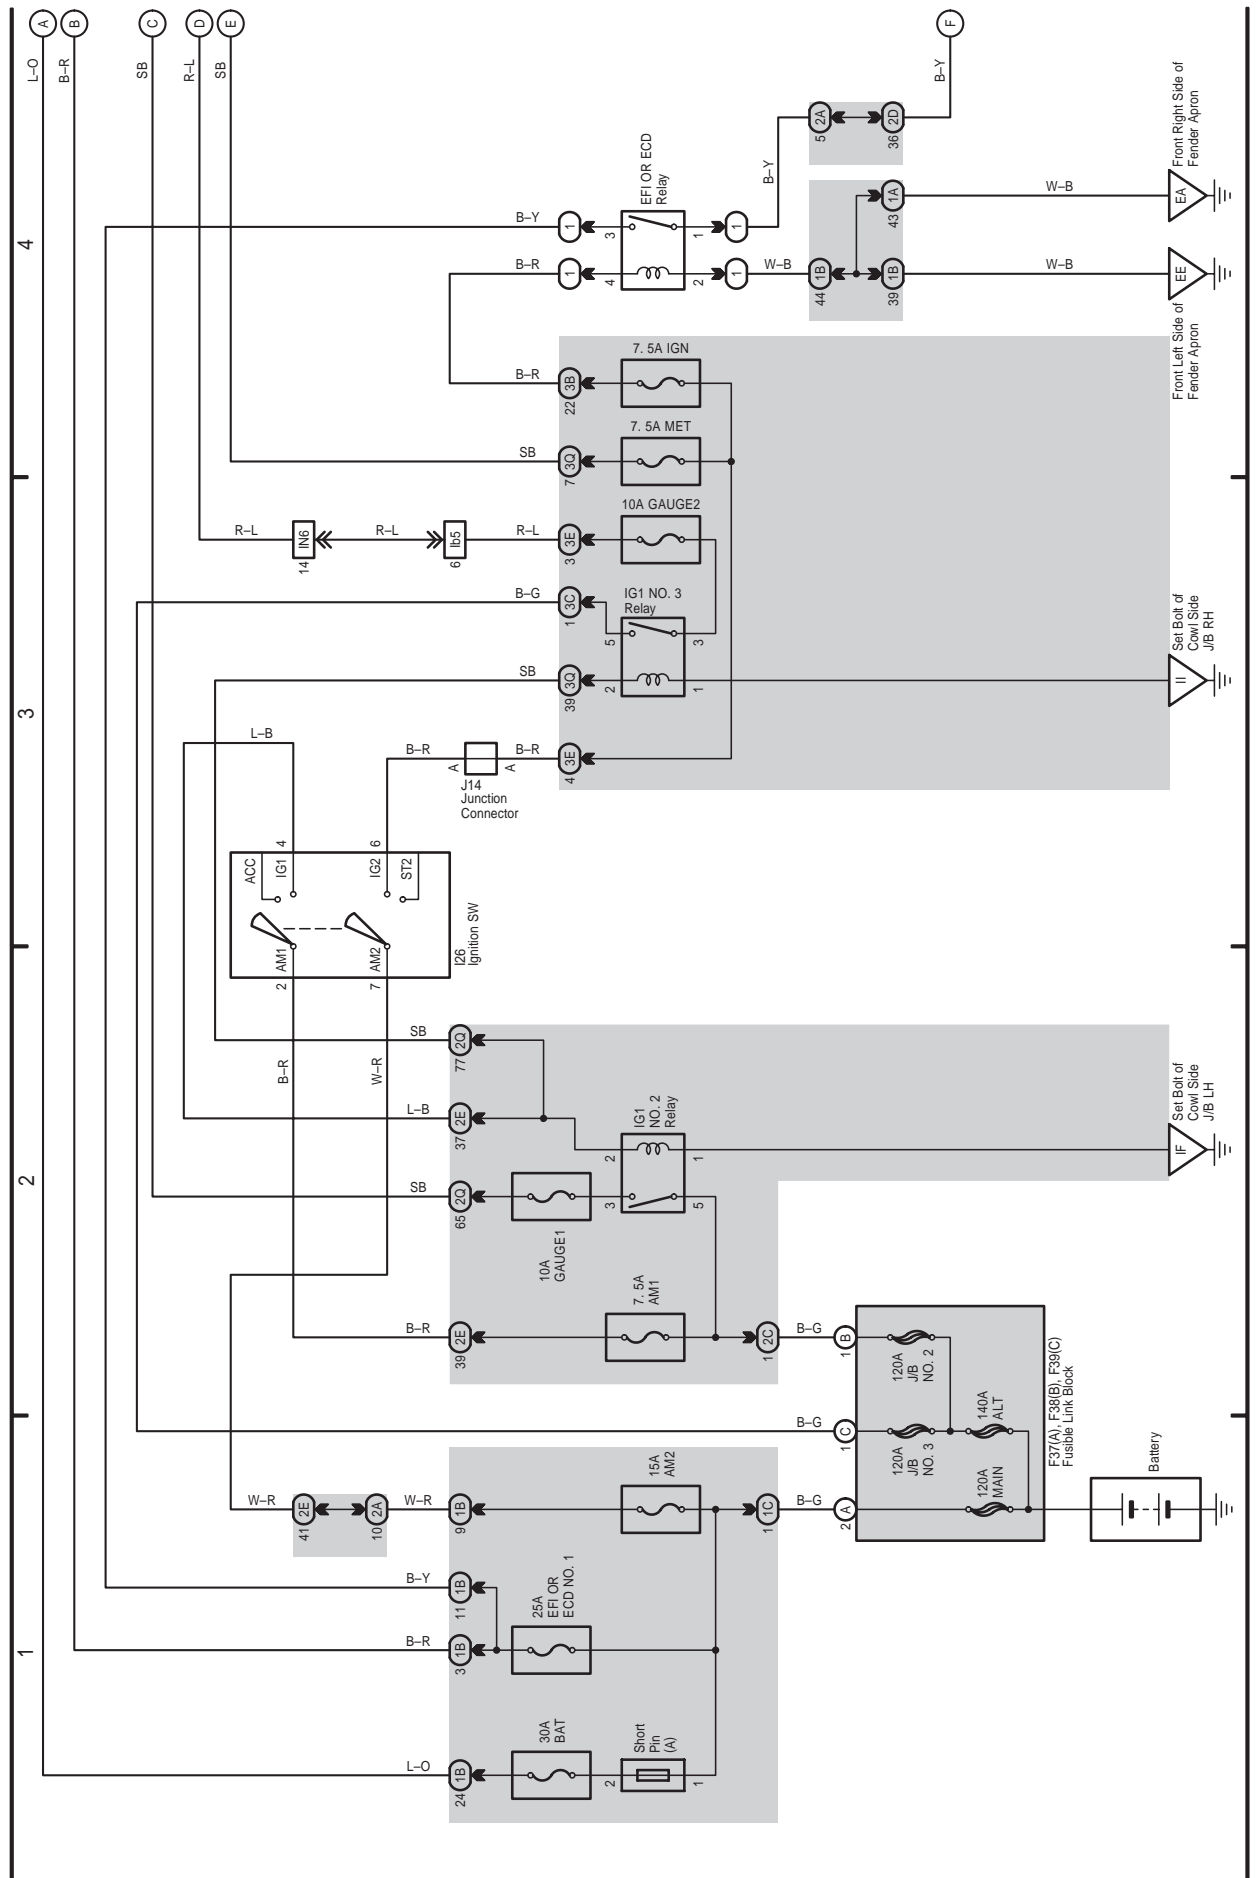 A
B
C
D
E
F
L–O
B–R
SB
R–L
SB
B–Y
4
3
2
1
B–Y
3
1
EFI OR ECD
Relay
1
1
B–Y
5
2A
2D
36
B–R
1
4
2
1
W–B
44
1B
1B
39
1A
43
W–B
W–B
EA
Front Right Side of
Fender Apron
EE
Front Left Side of
Fender Apron
B–R
22
3B
7. 5A IGN
SB
7
3Q
7. 5A MET
R–L
14
IN6
R–L
6
Ib5
R–L
3
3E
10A GAUGE2
B–G
1
3C
IG1 NO. 3
Relay
5
3
SB
39
3Q
2
1
II
Set Bolt of
Cowl Side
J/B RH
L–B
B–R
A
A
B–R
4
3E
J14
Junction
Connector
ACC
IG1
4
IG2
6
ST2
2
AM1
7
AM2
I26
Ignition SW
B–R
W–R
SB
77
2Q
L–B
37
2E
IG1
NO. 2
Relay
2
1
3
5
SB
65
2Q
10A
GAUGE1
IF
Set Bolt of
Cowl Side
J/B LH
B–R
39
2E
7. 5A
AM1
1
2C
B–G
1
B
120A
J/B
NO. 2
B–G
1
C
120A
J/B
NO. 3
140A
ALT
F37(A), F38(B), F39(C)
Fusible Link Block
W–R
41
2E
10
2A
W–R
9
1B
15A
AM2
1
1C
B–G
2
A
120A
MAIN
Battery
B–Y
11
1B
B–R
3
1B
25A
EFI OR
ECD NO. 1
L–O
24
1B
30A
BAT
2
Short
Pin
(A)
1